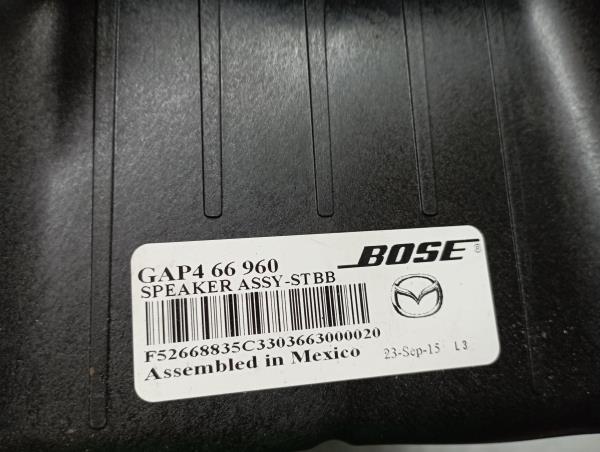 GAP4 66 960
BOSE®
SPEAKER ASSY-STBB
F52668835C3303663000020
Assembled in Mexico
23-Sep-15 L3